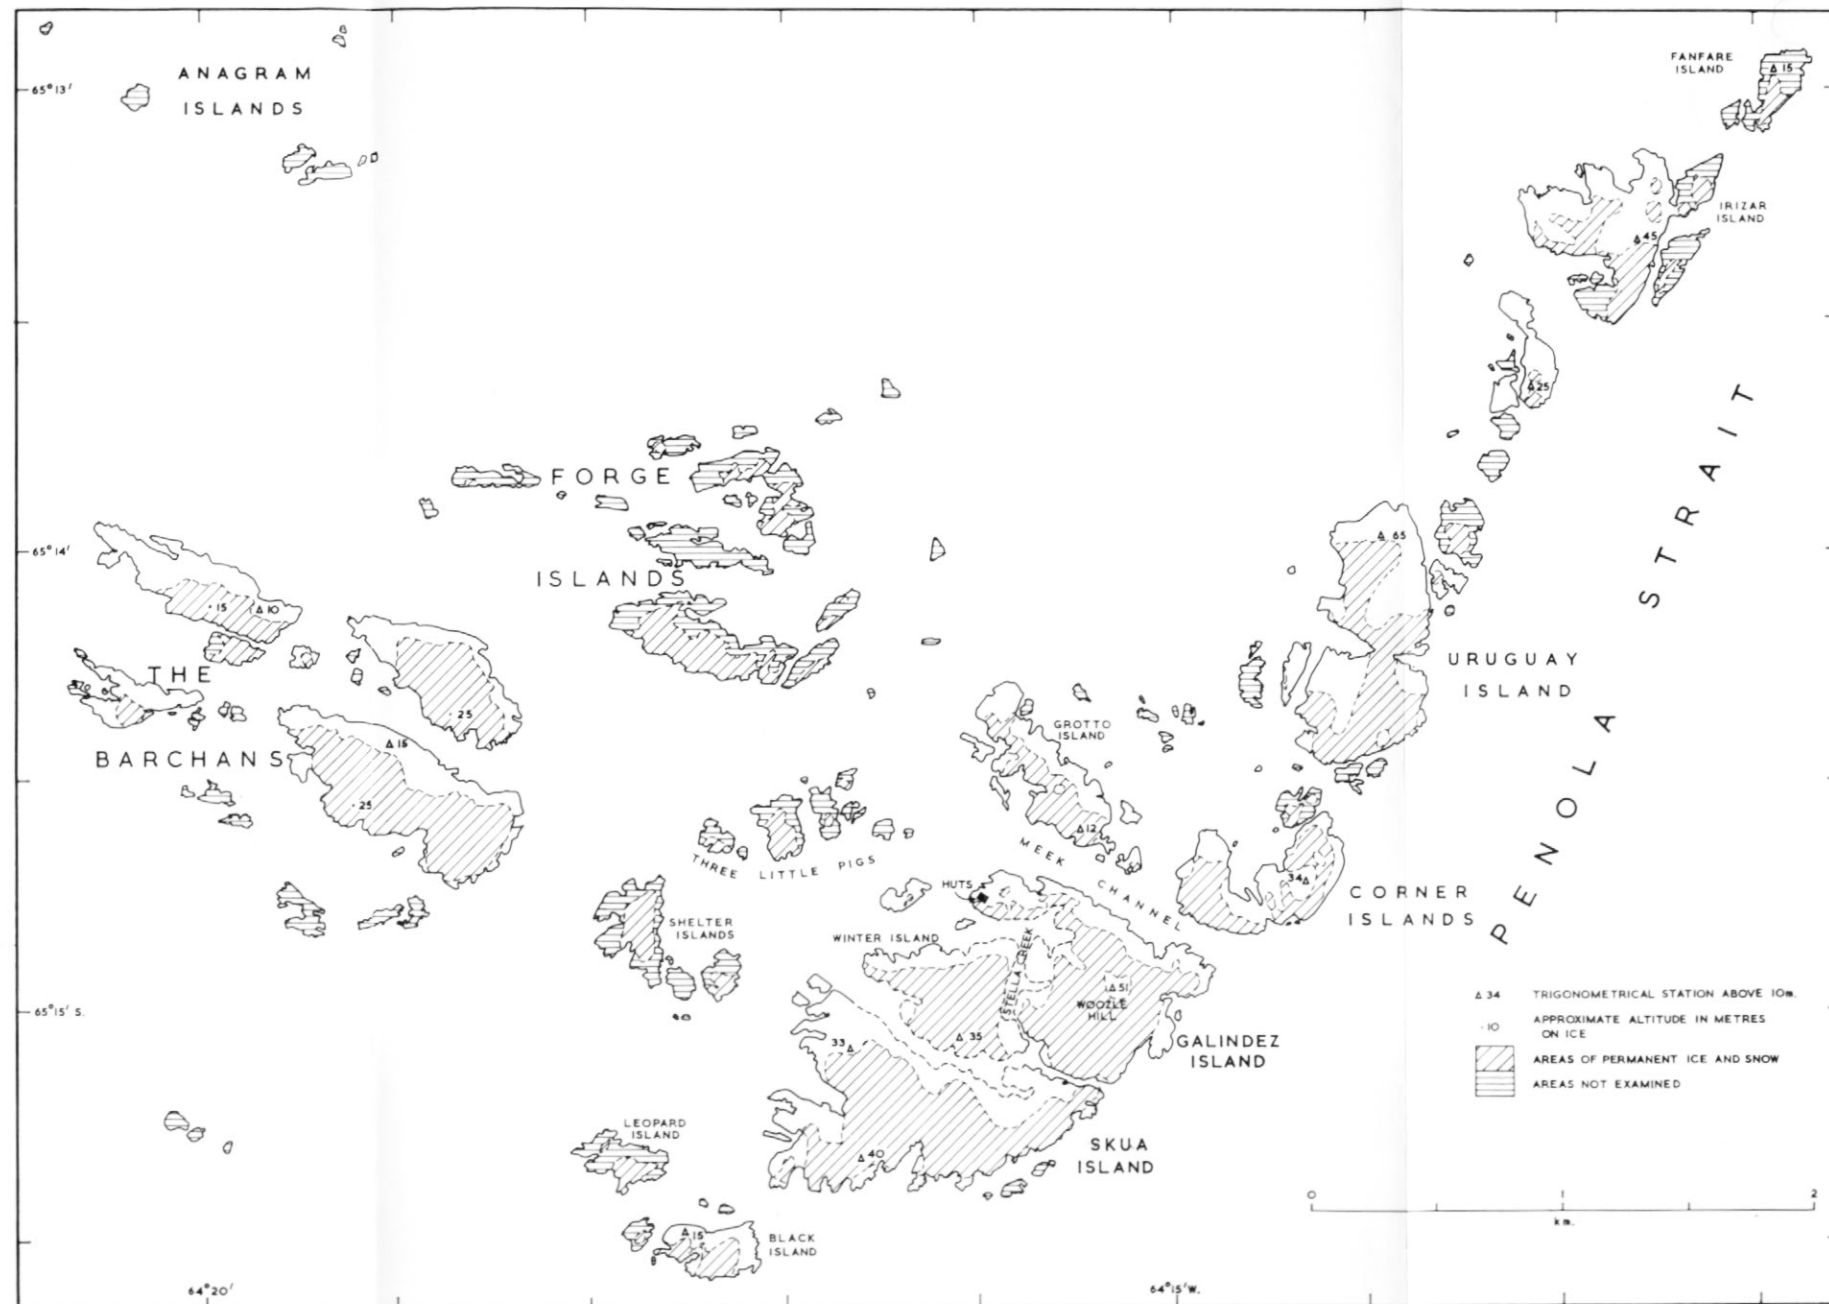 ANAGRAM
ISLANDS
65°13'
FANFARE
ISLAND
Δ 15
IRIZAR
ISLAND
Δ 45
Δ 25
FORGE
ISLANDS
65°14'
Δ 65
·15
Δ 10
THE
BARCHANS
25
Δ 15
·25
URUGUAY
ISLAND
PENOLA STRAIT
GROTTO
ISLAND
Δ 12
MEEK CHANNEL
THREE LITTLE PIGS
HUTS
34 Δ
CORNER
ISLANDS
SHELTER
ISLANDS
WINTER ISLAND
STELLA CREEK
Δ 51
WOOZLE
HILL
Δ 35
33 Δ
GALINDEZ
ISLAND
65°15' S.
Δ 34 TRIGONOMETRICAL STATION ABOVE 10m.
·10 APPROXIMATE ALTITUDE IN METRES
ON ICE
AREAS OF PERMANENT ICE AND SNOW
AREAS NOT EXAMINED
LEOPARD
ISLAND
Δ 40
SKUA
ISLAND
0 1 2
km.
Δ 15
BLACK
ISLAND
64°20'
64°15'W.